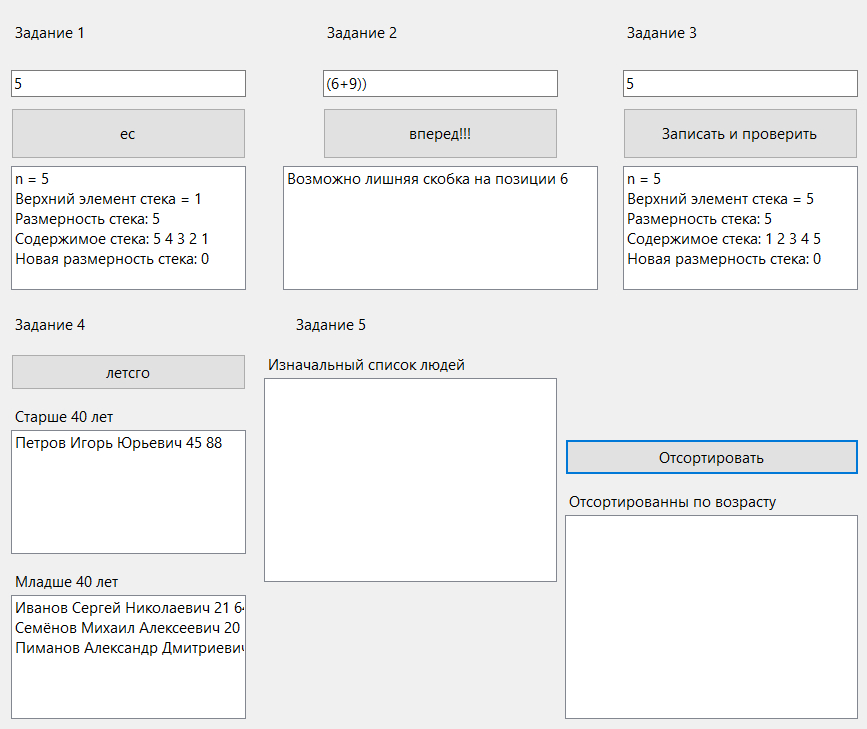 Задание 1
Задание 2
Задание 3
5
(6+9))
5
ес
вперед!!!
Записать и проверить
n = 5
Верхний элемент стека = 1
Размерность стека: 5
Содержимое стека: 5 4 3 2 1
Новая размерность стека: 0
Возможно лишняя скобка на позиции 6
n = 5
Верхний элемент стека = 5
Размерность стека: 5
Содержимое стека: 1 2 3 4 5
Новая размерность стека: 0
Задание 4
Задание 5
летсго
Изначальный список людей
Старше 40 лет
Петров Игорь Юрьевич 45 88
Отсортировать
Отсортированны по возрасту
Младше 40 лет
Иванов Сергей Николаевич 21 64
Семёнов Михаил Алексеевич 20
Пиманов Александр Дмитриевич